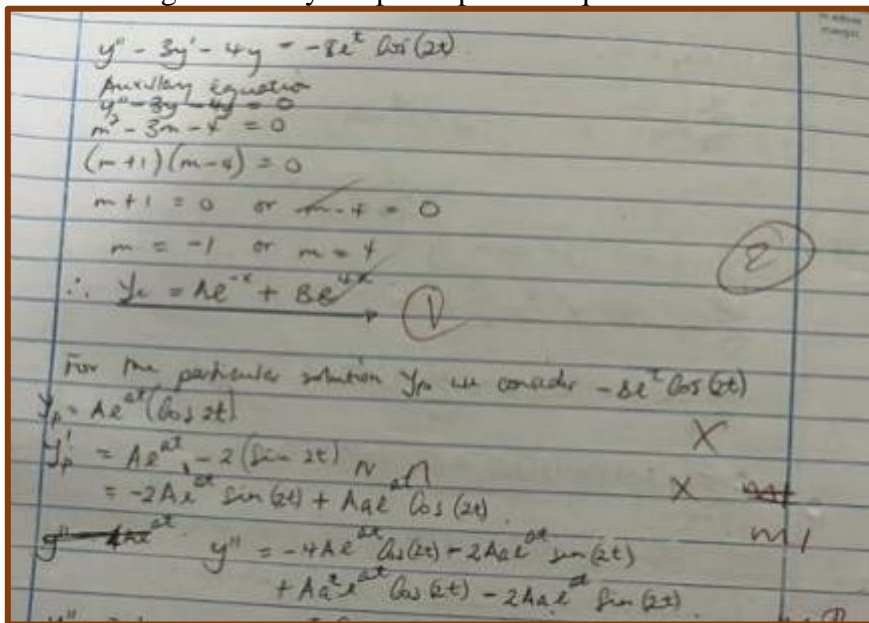 y'' - 3y' - 4y = -8e^t Cos(2t)
Auxillary equation
y'' - 3y - 4y = 0
m² - 3m - 4 = 0
(m+1)(m-4) = 0
m + 1 = 0 or m - 4 = 0
m = -1 or m = 4
∴ y_c = Ae^{-x} + Be^{4x}
1
2
For the particular solution y_p we consider -8e^t Cos(2t)
y_p = Ae^{at}(Cos 2t)
y_p' = Ae^{at}, -2(Sin 2t)
= -2Ae^{at} sin(2t) + Aae^{at} Cos(2t)
X
X
m1
y''
y'' = -4Ae^{at} Cos(2t) - 2Aae^{at} sin(2t)
+ Aa²e^{at} Cos(2t) - 2Aae^{at} Sin(2t)